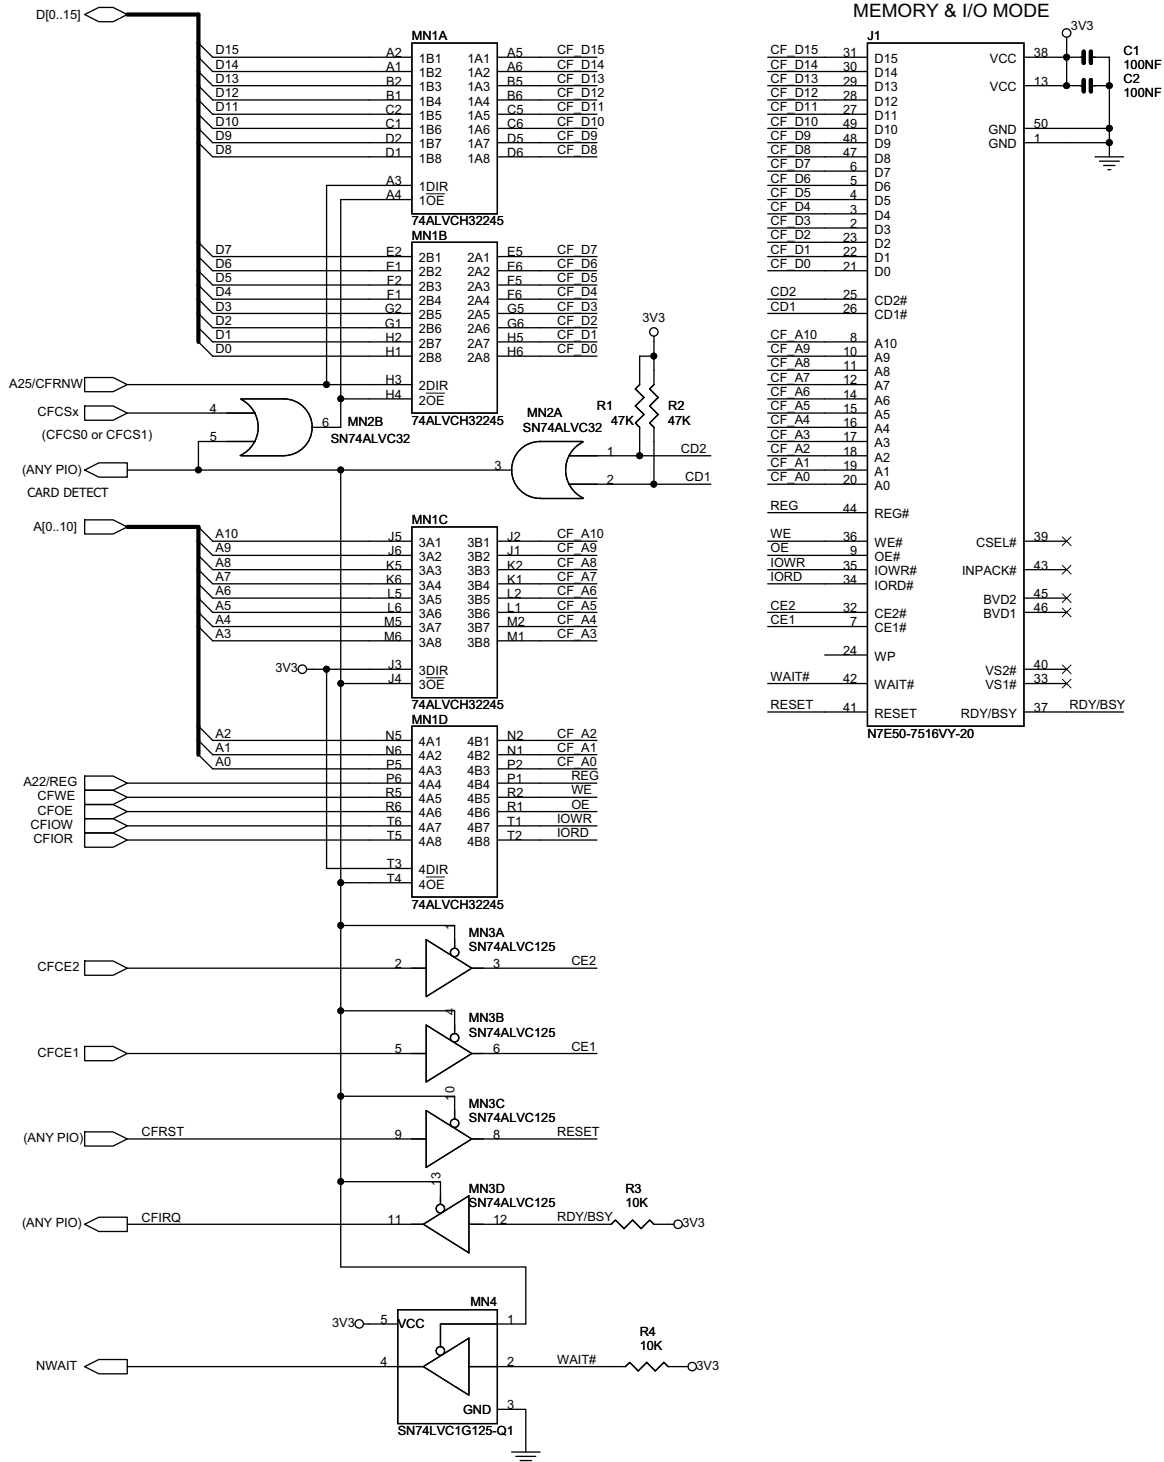 MEMORY & I/O MODE
D[0..15]
D15
D14
D13
D12
D11
D10
D9
D8
A2
A1
B2
B1
C2
C1
D2
D1
A3
A4
MN1A
1B1 1A1
1B2 1A2
1B3 1A3
1B4 1A4
1B5 1A5
1B6 1A6
1B7 1A7
1B8 1A8
1DIR
1OE
74ALVCH32245
A5 CF_D15
A6 CF_D14
B5 CF_D13
B6 CF_D12
C5 CF_D11
C6 CF_D10
D5 CF_D9
D6 CF_D8
D7
D6
D5
D4
D3
D2
D1
D0
E2
E1
F2
F1
G2
G1
H2
H1
H3
H4
MN1B
2B1 2A1
2B2 2A2
2B3 2A3
2B4 2A4
2B5 2A5
2B6 2A6
2B7 2A7
2B8 2A8
2DIR
2OE
74ALVCH32245
E5 CF_D7
E6 CF_D6
F5 CF_D5
F6 CF_D4
G5 CF_D3
G6 CF_D2
H5 CF_D1
H6 CF_D0
A25/CFRNW
CFCSx
(CFCS0 or CFCS1)
4
5
6
MN2B
SN74ALVC32
(ANY PIO)
CARD DETECT
3
MN2A
SN74ALVC32
1
2
3V3
R1
47K
R2
47K
CD2
CD1
A[0..10]
A10
A9
A8
A7
A6
A5
A4
A3
J5
J6
K5
K6
L5
L6
M5
M6
3V3
J3
J4
MN1C
3A1 3B1
3A2 3B2
3A3 3B3
3A4 3B4
3A5 3B5
3A6 3B6
3A7 3B7
3A8 3B8
3DIR
3OE
74ALVCH32245
J2 CF_A10
J1 CF_A9
K2 CF_A8
K1 CF_A7
L2 CF_A6
L1 CF_A5
M2 CF_A4
M1 CF_A3
A2
A1
A0
A22/REG
CFWE
CFOE
CFIOW
CFIOR
N5
N6
P5
P6
R5
R6
T6
T5
T3
T4
MN1D
4A1 4B1
4A2 4B2
4A3 4B3
4A4 4B4
4A5 4B5
4A6 4B6
4A7 4B7
4A8 4B8
4DIR
4OE
74ALVCH32245
N2 CF_A2
N1 CF_A1
P2 CF_A0
P1 REG
R2 WE
R1 OE
T1 IOWR
T2 IORD
CFCE2
2
1
MN3A
SN74ALVC125
3
CE2
CFCE1
5
4
MN3B
SN74ALVC125
6
CE1
(ANY PIO)
CFRST
9
10
MN3C
SN74ALVC125
8
RESET
(ANY PIO)
CFIRQ
11
13
MN3D
SN74ALVC125
12
RDY/BSY
R3
10K
3V3
MN4
3V3
5
VCC
1
NWAIT
4
2
WAIT#
R4
10K
3V3
GND
3
SN74LVC1G125-Q1
J1
CF_D15 31 D15
CF_D14 30 D14
CF_D13 29 D13
CF_D12 28 D12
CF_D11 27 D11
CF_D10 49 D10
CF_D9 48 D9
CF_D8 47 D8
CF_D7 6 D7
CF_D6 5 D6
CF_D5 4 D5
CF_D4 3 D4
CF_D3 2 D3
CF_D2 23 D2
CF_D1 22 D1
CF_D0 21 D0
CD2 25 CD2#
CD1 26 CD1#
CF_A10 8 A10
CF_A9 10 A9
CF_A8 11 A8
CF_A7 12 A7
CF_A6 14 A6
CF_A5 15 A5
CF_A4 16 A4
CF_A3 17 A3
CF_A2 18 A2
CF_A1 19 A1
CF_A0 20 A0
REG 44 REG#
WE 36 WE#
OE 9 OE#
IOWR 35 IOWR#
IORD 34 IORD#
CE2 32 CE2#
CE1 7 CE1#
24 WP
WAIT# 42 WAIT#
RESET 41 RESET
VCC 38
VCC 13
GND 50
GND 1
3V3
C1
100NF
C2
100NF
CSEL# 39
INPACK# 43
BVD2 45
BVD1 46
VS2# 40
VS1# 33
RDY/BSY 37 RDY/BSY
N7E50-7516VY-20